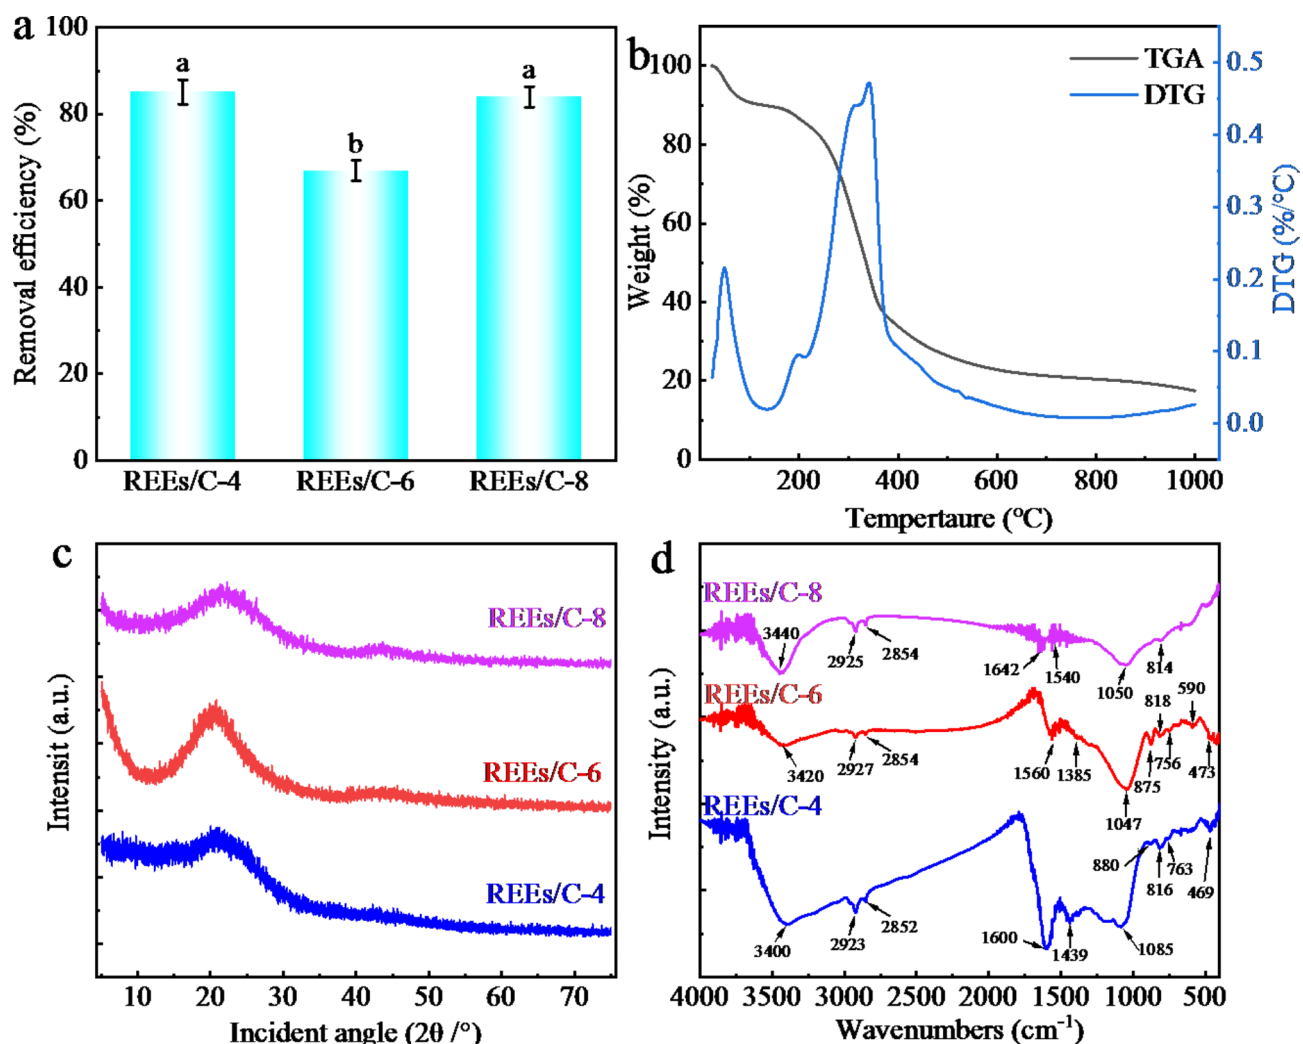 a
100
80
60
40
20
0
Removal efficiency (%)
a
b
a
REEs/C-4
REEs/C-6
REEs/C-8
b
100
80
60
40
20
0
Weight (%)
TGA
DTG
0.5
0.4
0.3
0.2
0.1
0.0
DTG (%/°C)
200
400
600
800
1000
Tempertaure (°C)
c
Intensit (a.u.)
REEs/C-8
REEs/C-6
REEs/C-4
10
20
30
40
50
60
70
Incident angle (2θ /°)
d
Intensity (a.u.)
REEs/C-8
3440
2925
2854
1642
1540
1050
814
REEs/C-6
3420
2927
2854
1560
1385
1047
875
818
756
590
473
REEs/C-4
3400
2923
2852
1600
1439
1085
880
816
763
469
4000
3500
3000
2500
2000
1500
1000
500
Wavenumbers (cm⁻¹)